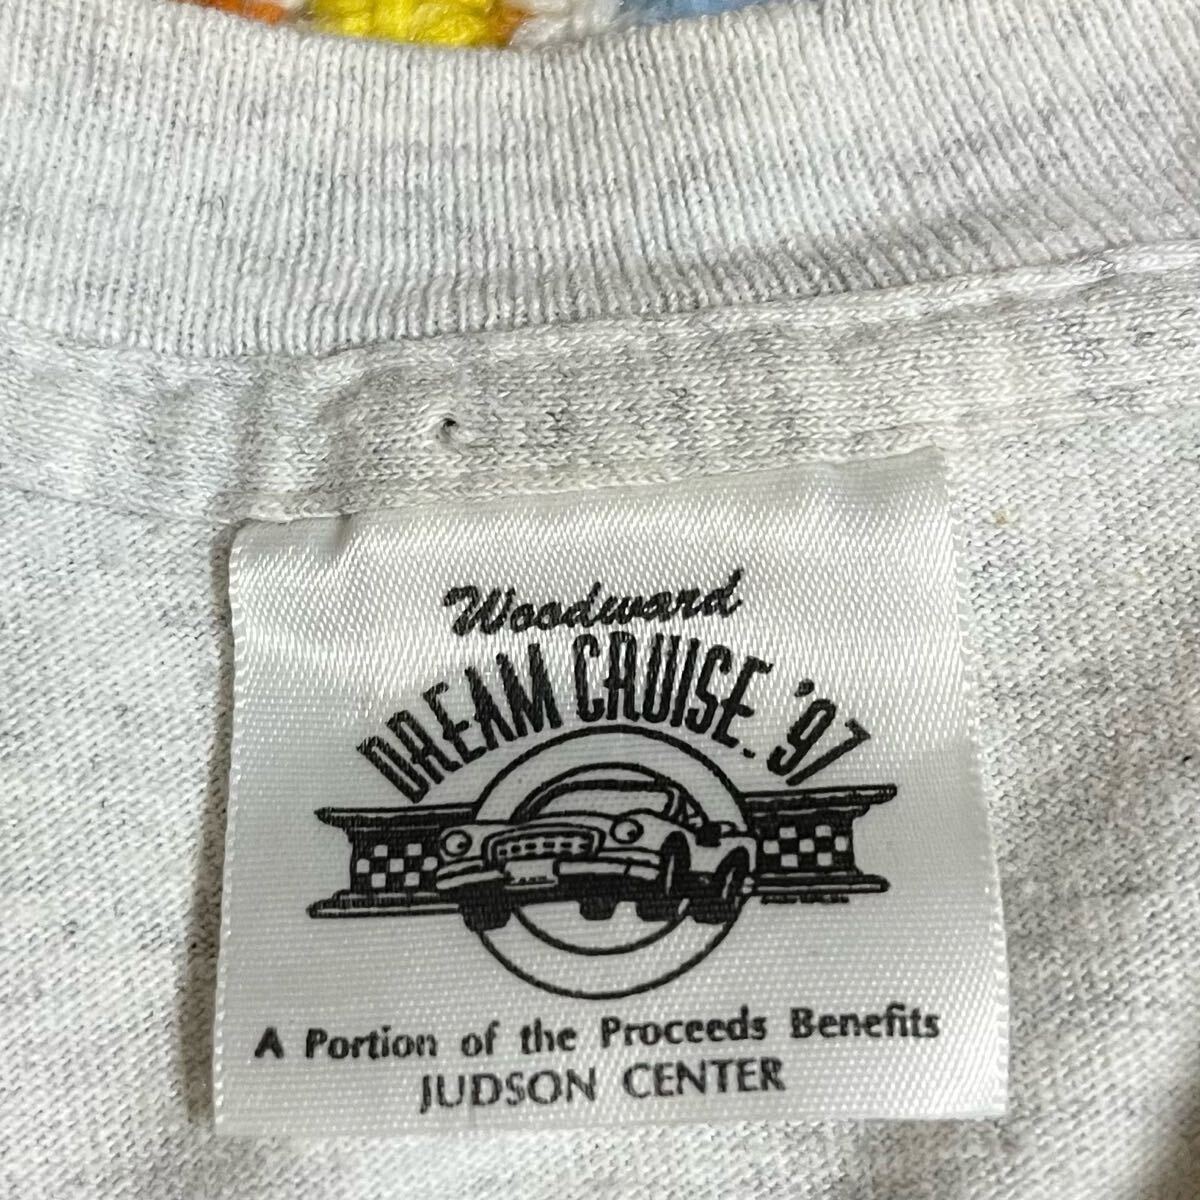 Woodward
DREAM CRUISE '97
A Portion of the Proceeds Benefits
JUDSON CENTER